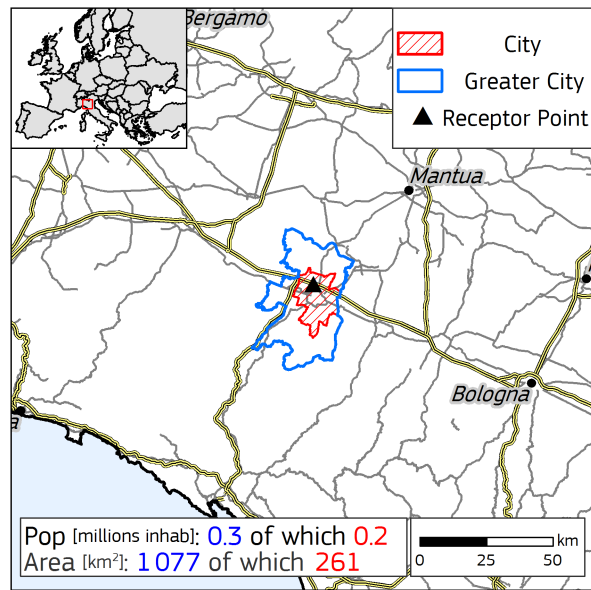 Bergamo
City
Greater City
Receptor Point
Mantua
Bologna
a
Pop [millions inhab]: 0.3 of which 0.2
Area [km²]: 1 077 of which 261
km
0 25 50